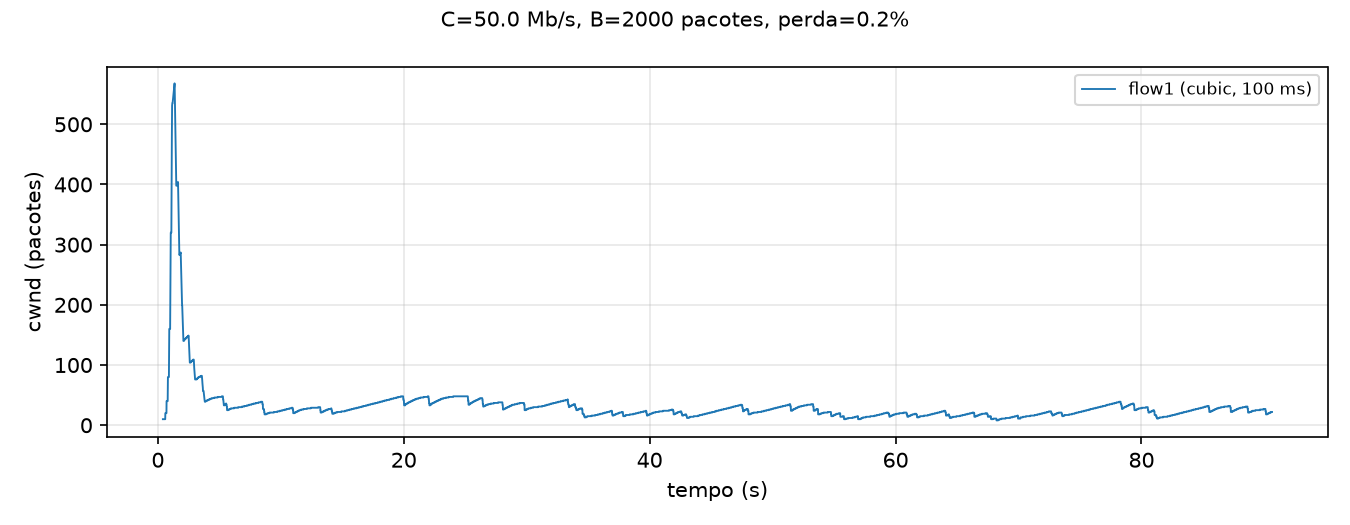 C=50.0 Mb/s, B=2000 pacotes, perda=0.2%
flow1 (cubic, 100 ms)
cwnd (pacotes)
500
400
300
200
100
0
0 20 40 60 80
tempo (s)